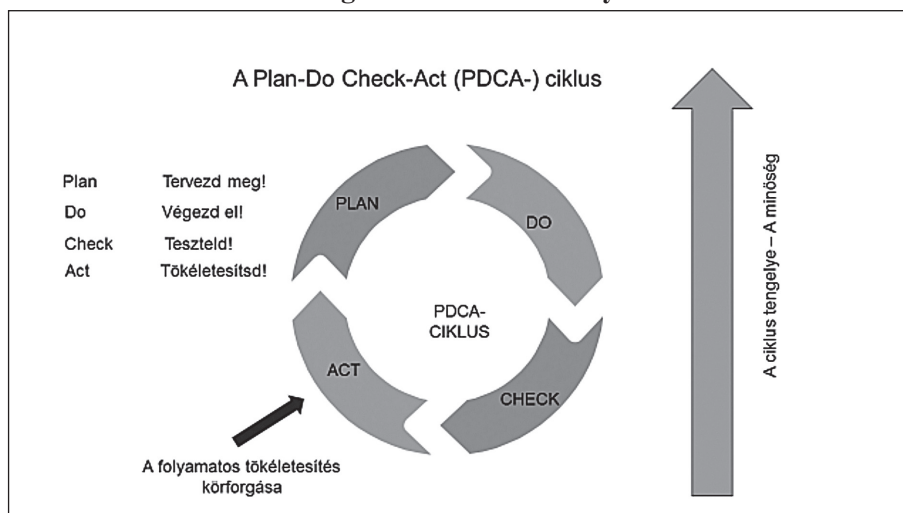 A Plan-Do Check-Act (PDCA-) ciklus
Plan Tervezd meg!
Do Végezd el!
Check Teszteld!
Act Tökéletesítsd!
PLAN
DO
PDCA-
CIKLUS
ACT
CHECK
A folyamatos tökéletesítés
körforgása
A ciklus tengelye – A minőség